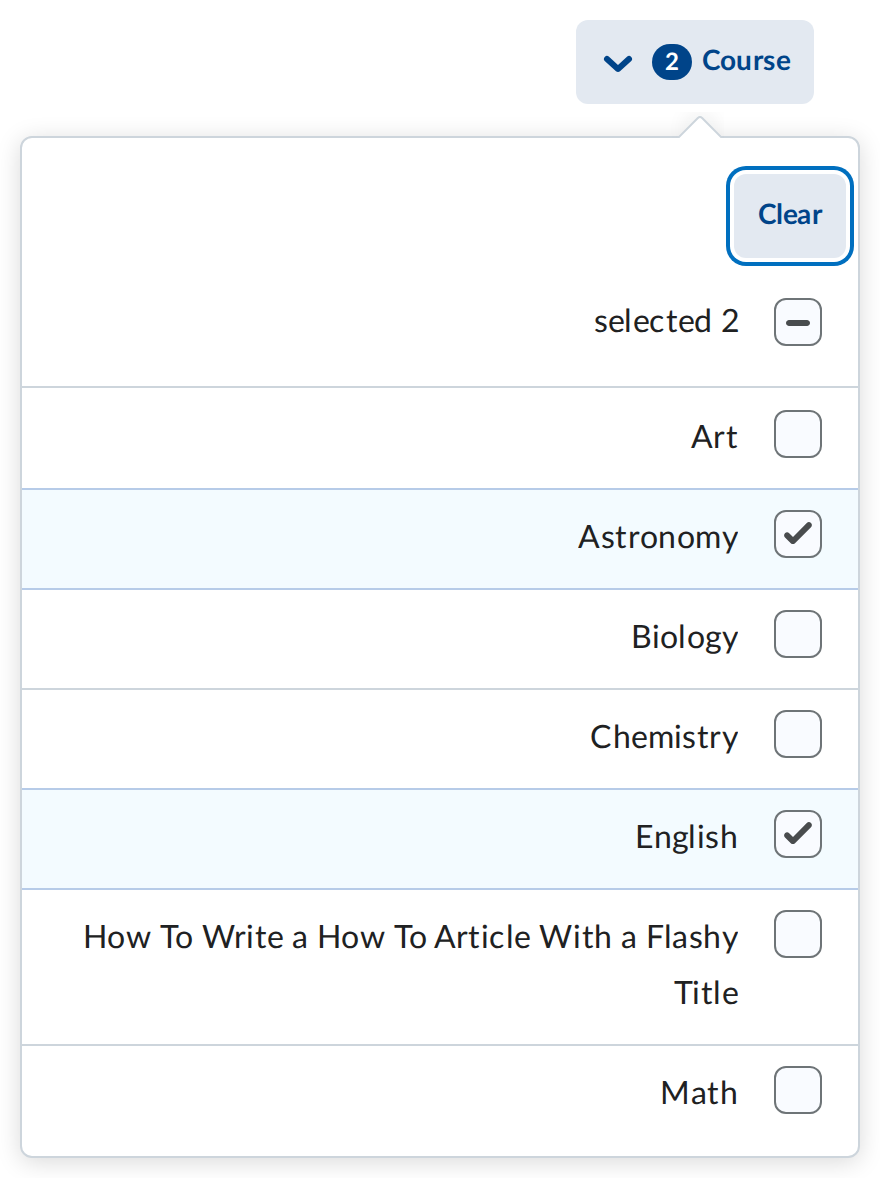 2 Course
Clear
selected 2
Art
Astronomy
Biology
Chemistry
English
How To Write a How To Article With a Flashy
Title
Math